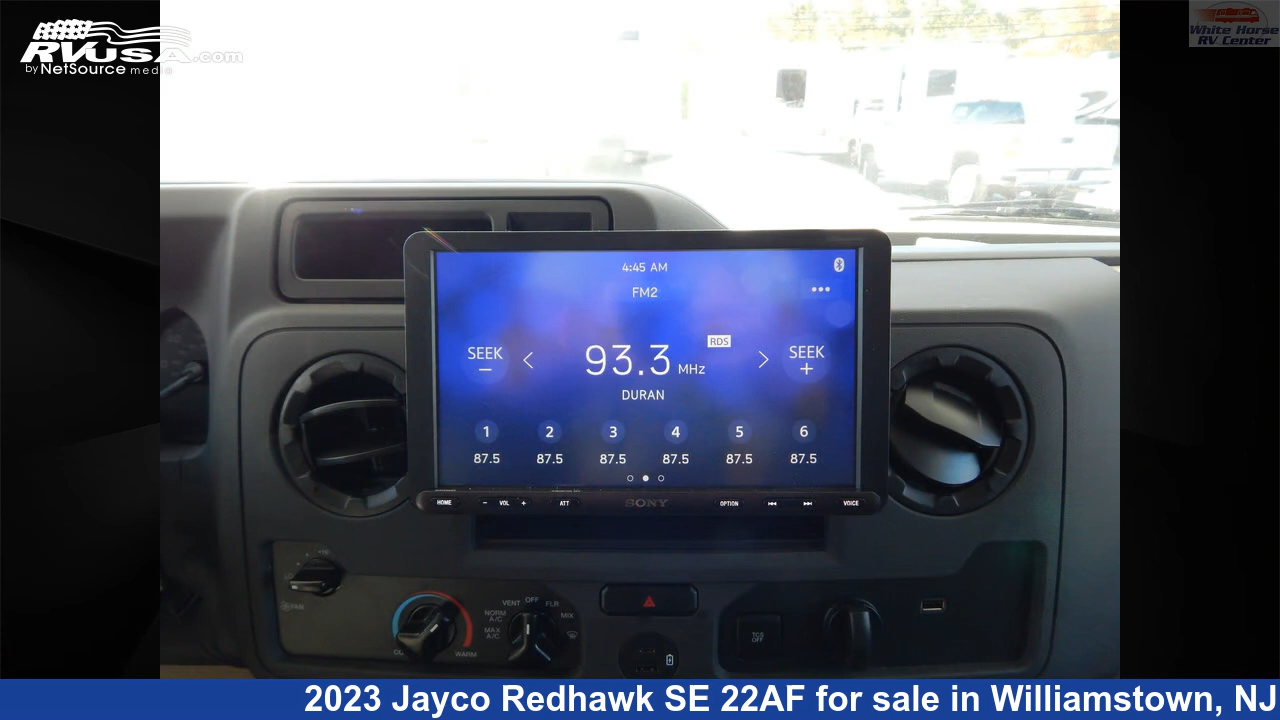 RVUSA.com
by NetSource media
White Horse
RV Center
4:45 AM
FM2
RDS
SEEK
−
93.3 MHz
SEEK
+
DURAN
1 2 3 4 5 6
87.5 87.5 87.5 87.5 87.5 87.5
HOME − VOL + ATT SONY OPTION VOICE
FAN
VENT OFF FLR
NORM A/C MIX
MAX A/C
WARM
TCS
OFF
2023 Jayco Redhawk SE 22AF for sale in Williamstown, NJ